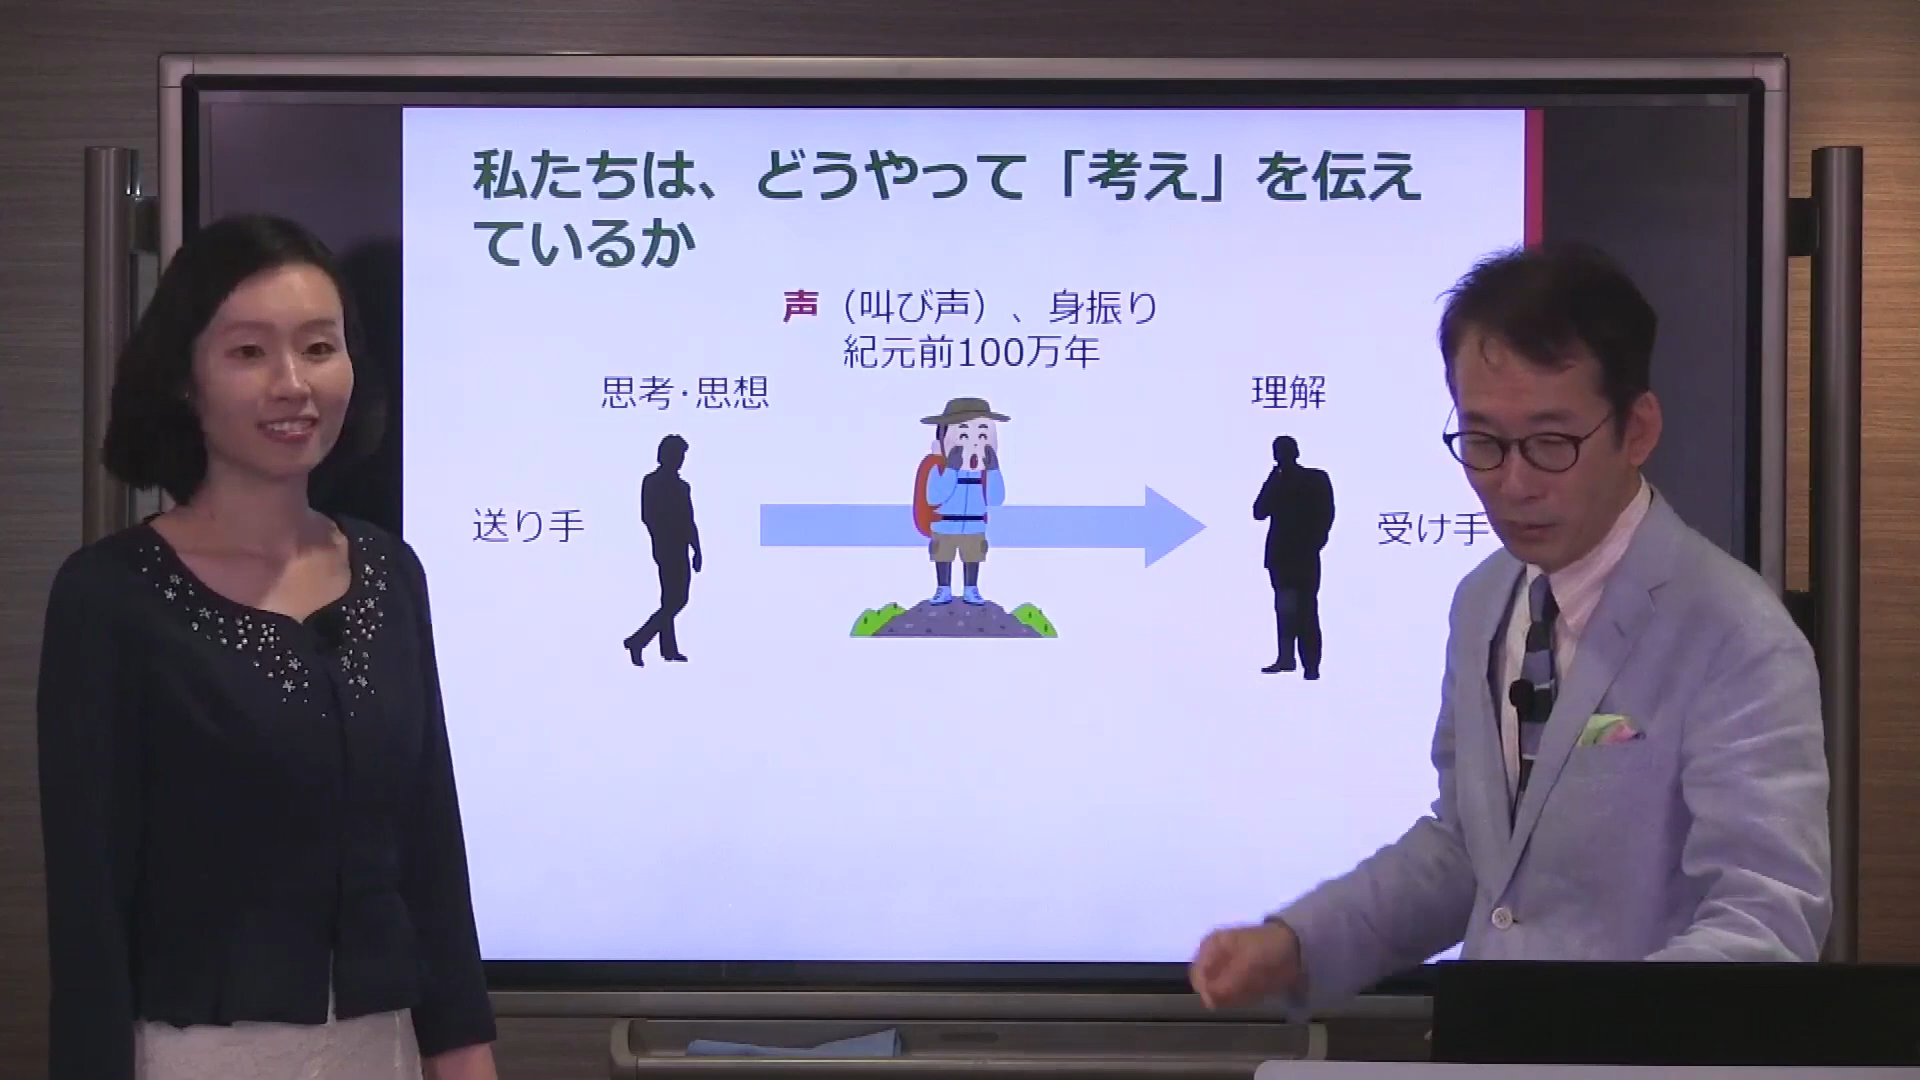 私たちは、どうやって「考え」を伝え
ているか
声（叫び声）、身振り
紀元前100万年
思考・思想
理解
送り手
受け手